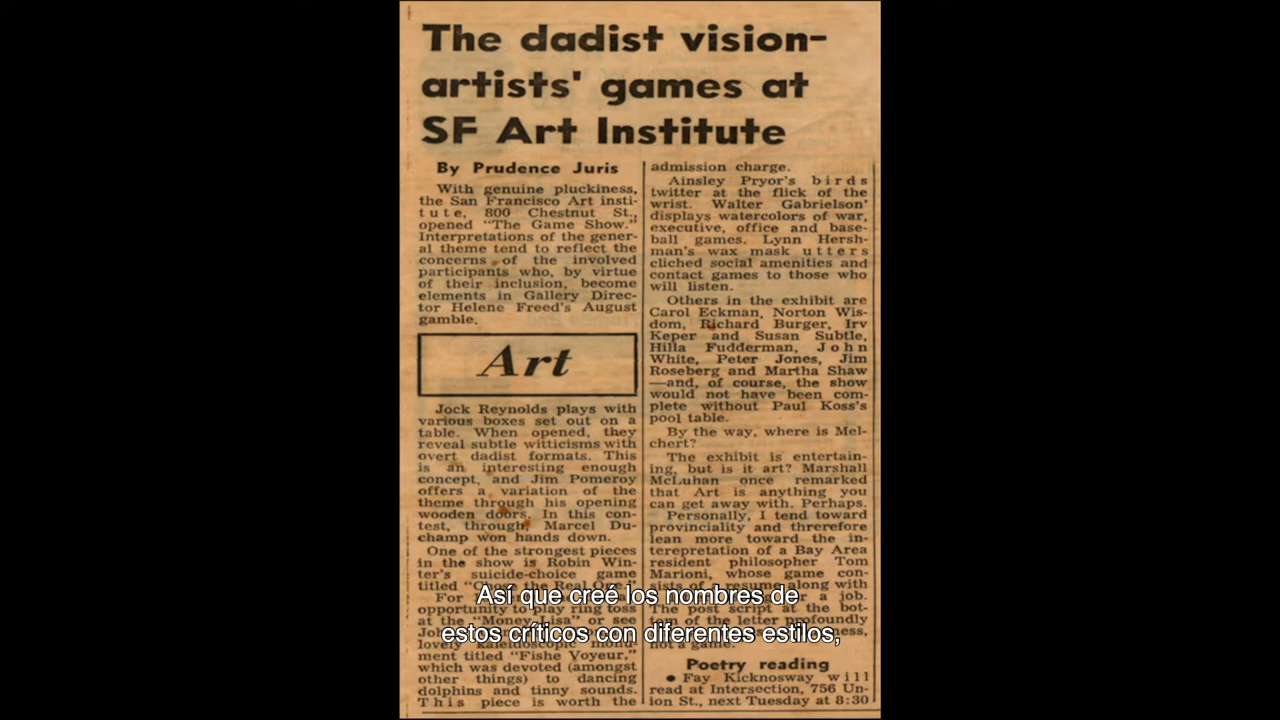 The dadist vision-
artists' games at
SF Art Institute
By Prudence Juris
With genuine pluckiness,
the San Francisco Art insti-
tute, 800 Chestnut St.,
opened "The Game Show."
Interpretations of the gener-
al theme tend to reflect the
concerns of the involved
participants who, by virtue
of their inclusion, become
elements in Gallery Direc-
tor Helene Freed's August
gamble.
Art
Jock Reynolds plays with
various boxes set out on a
table. When opened, they
reveal subtle witticisms with
overt dadist formats. This
is an interesting enough
concept, and Jim Pomeroy
offers a variation of the
theme through his opening
wooden doors. In this con-
test, through, Marcel Du-
champ won hands down.
One of the strongest pieces
in the show is Robin Win-
ter's suicide-choice game
titled the Real One."
For
opportunity to play ring toss
at the "Money or see
lovely kaleidoscopic monu-
ment titled "Fishe Voyeur,"
which was devoted (amongst
other things) to dancing
dolphins and tinny sounds.
This piece is worth the
admission charge.
Ainsley Pryor's birds
twitter at the flick of the
wrist. Walter Gabrielson'
displays watercolors of war,
executive, office and base-
ball games. Lynn Hersh-
man's wax mask utters
cliched social amenities and
contact games to those who
will listen.
Others in the exhibit are
Carol Eckman, Norton Wis-
dom, Richard Burger, Irv
Keper and Susan Subtle,
Hilla Fudderman, John
White, Peter Jones, Jim
Roseberg and Martha Shaw
—and, of course, the show
would not have been com-
plete without Paul Koss's
pool table.
By the way, where is Mel-
chert?
The exhibit is entertain-
ing, but is it art? Marshall
McLuhan once remarked
that Art is anything you
can get away with. Perhaps.
Personally, I tend toward
provinciality and threrefore
lean more toward the in-
terepretation of a Bay Area
resident philosopher Tom
Marioni, whose game con-
sists of a resume along with
a job.
The post script at the bot-
tom of the letter profoundly
not a game.
Poetry reading
● Fay Kicknosway will
read at Intersection, 756 Un-
ion St., next Tuesday at 8:30
Así que creé los nombres de
estos críticos con diferentes estilos,